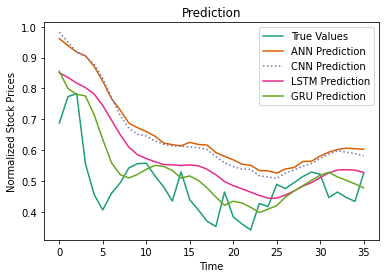 Prediction
1.0
0.9
0.8
0.7
0.6
0.5
0.4
Normalized Stock Prices
True Values
ANN Prediction
CNN Prediction
LSTM Prediction
GRU Prediction
0 5 10 15 20 25 30 35
Time